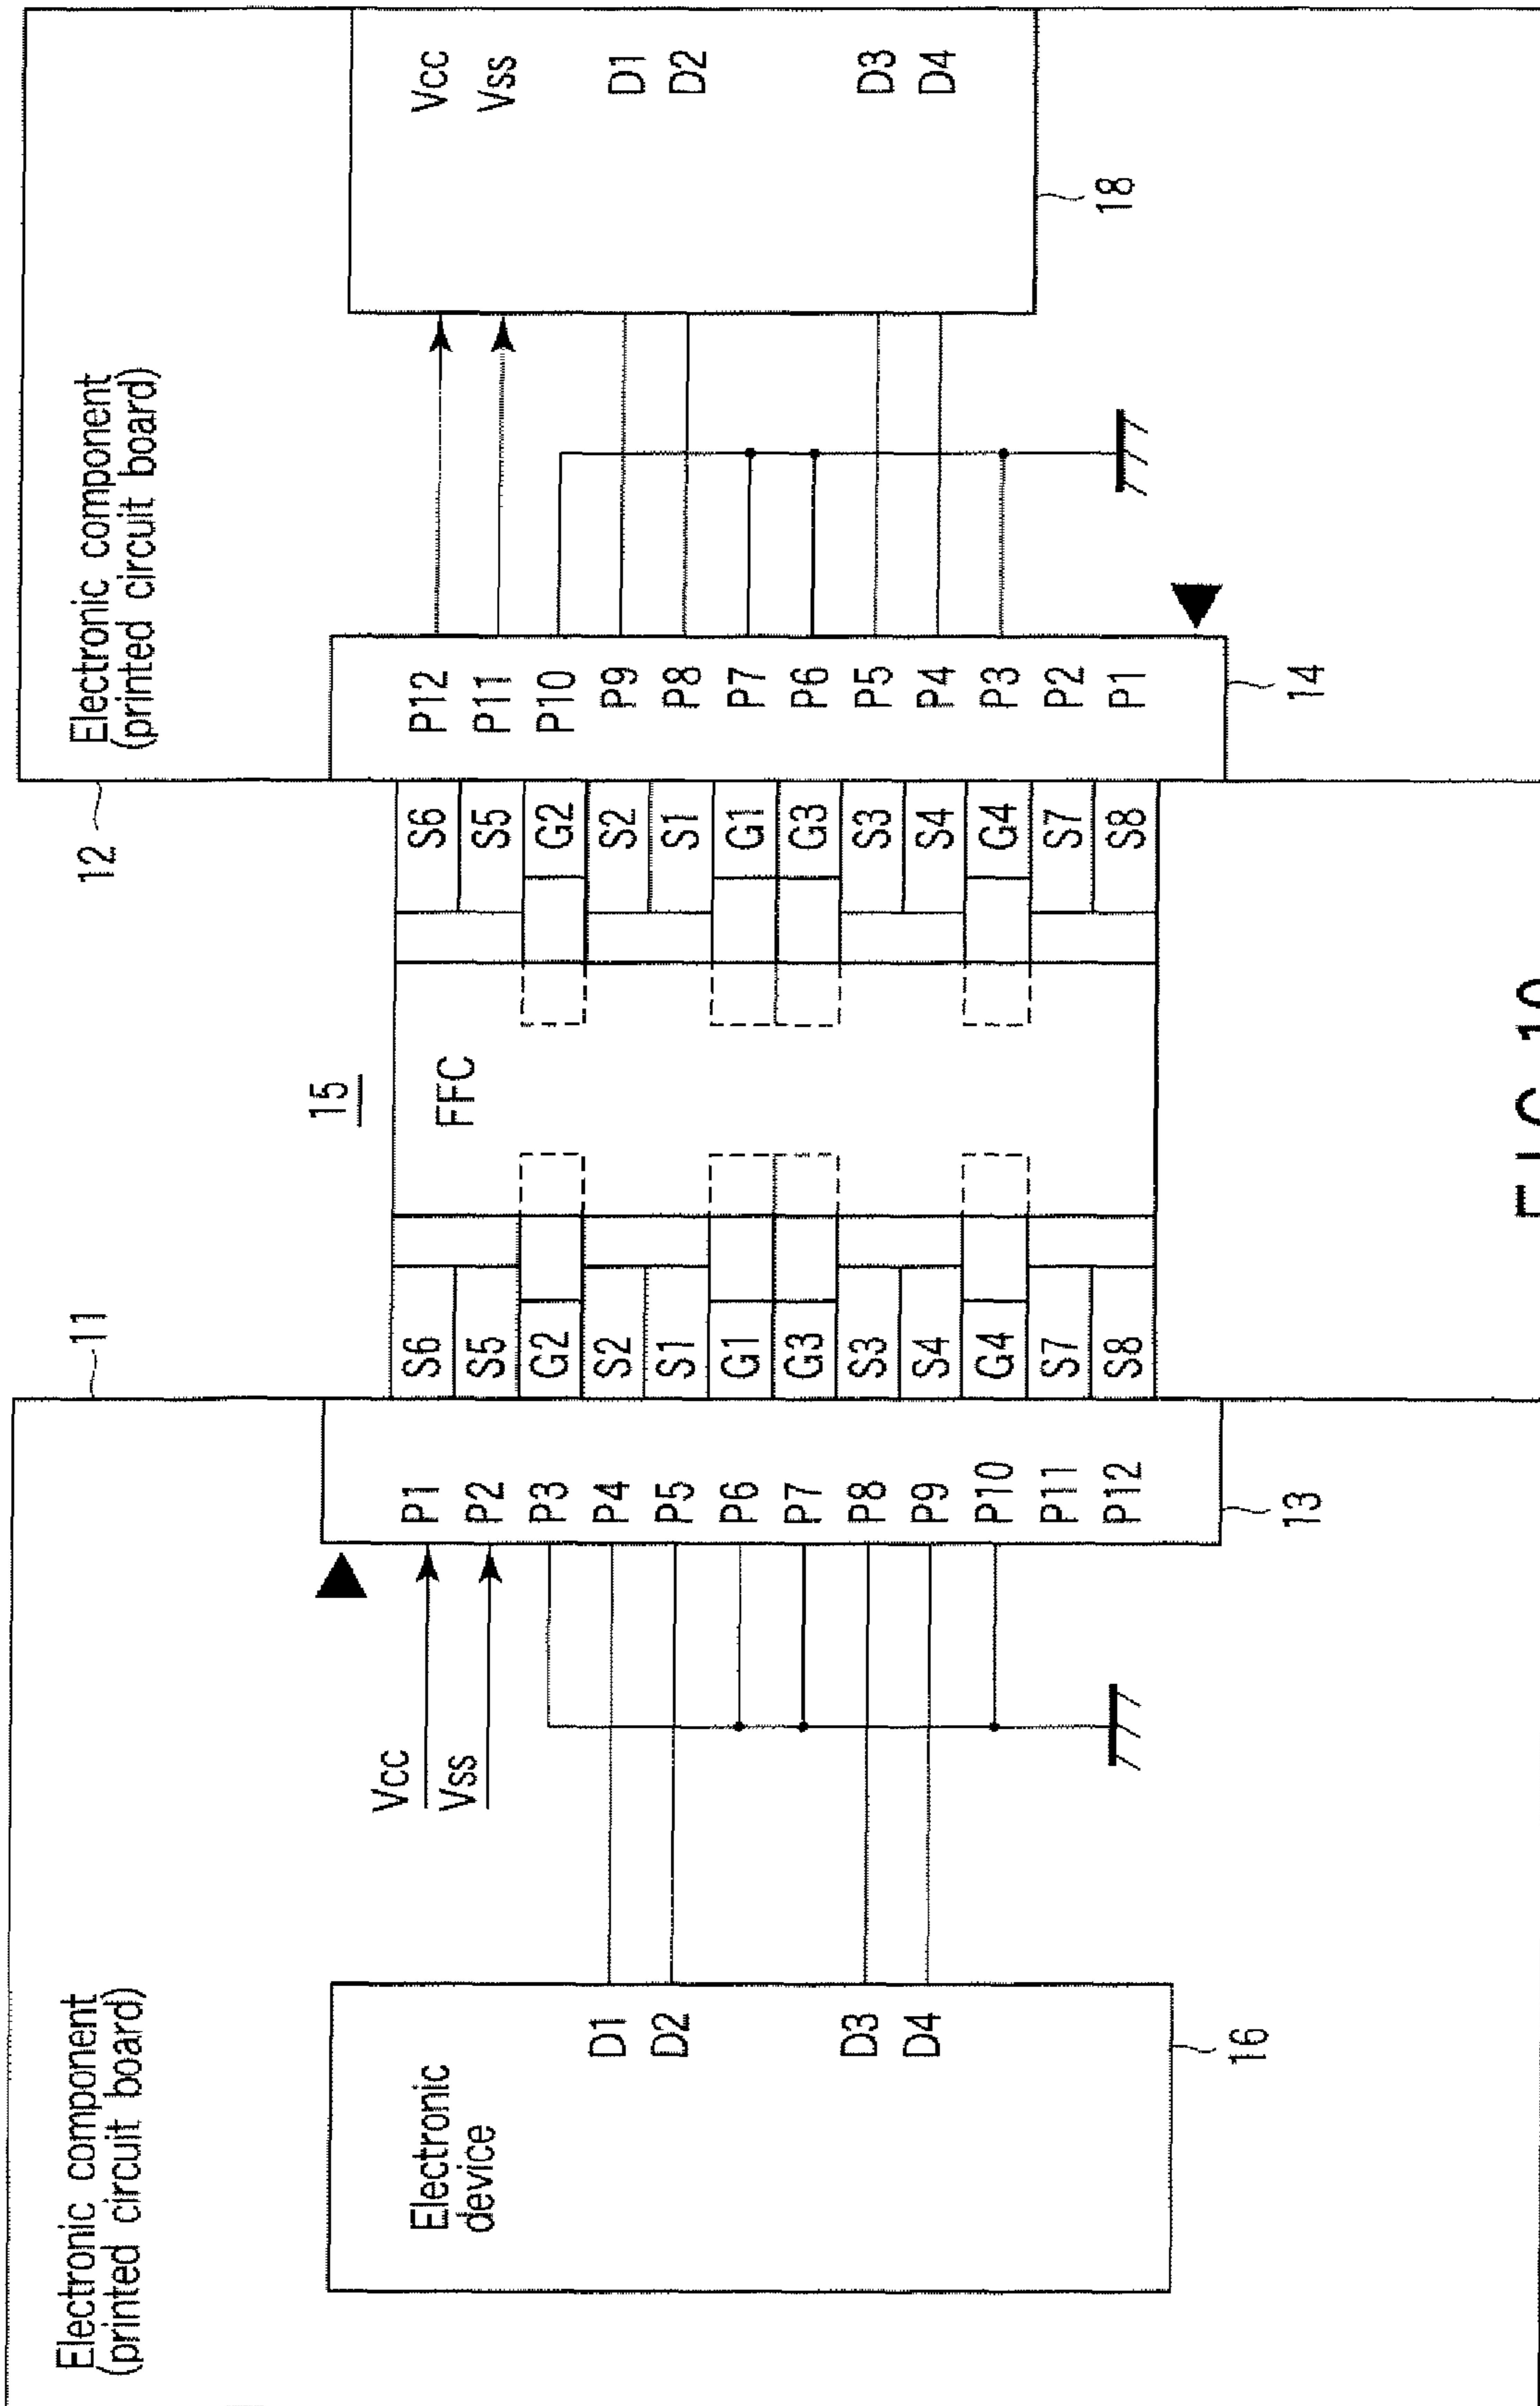 Electronic component
(printed circuit board)
11
Electronic
device
D1
D2
D3
D4
16
Vcc
Vss
P1
P2
P3
P4
P5
P6
P7
P8
P9
P10
P11
P12
13
S6
S5
G2
S2
S1
G1
G3
S3
S4
G4
S7
S8
15
FFC
S6
S5
G2
S2
S1
G1
G3
S3
S4
G4
S7
S8
12
Electronic component
(printed circuit board)
P12
P11
P10
P9
P8
P7
P6
P5
P4
P3
P2
P1
14
Vcc
Vss
D1
D2
D3
D4
18